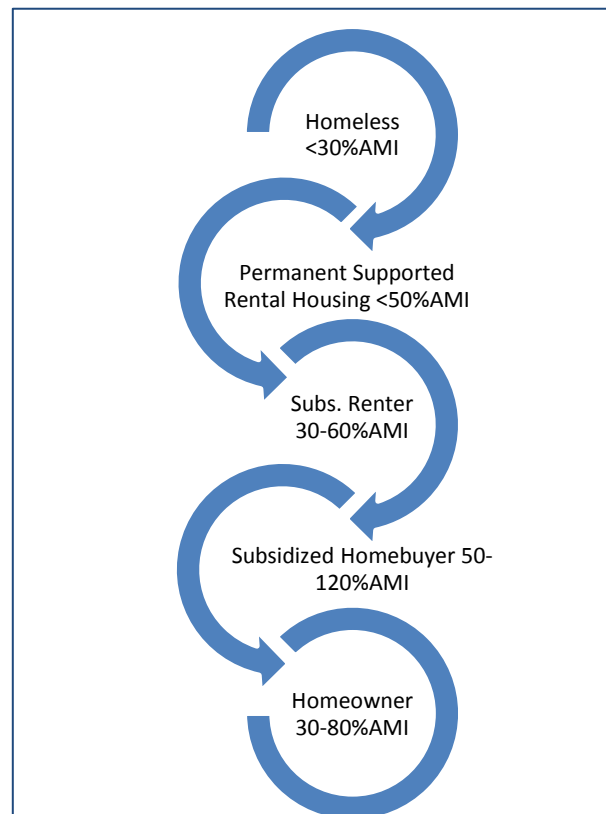 Homeless
<30%AMI
Permanent Supported
Rental Housing <50%AMI
Subs. Renter
30-60%AMI
Subsidized Homebuyer 50-
120%AMI
Homeowner
30-80%AMI